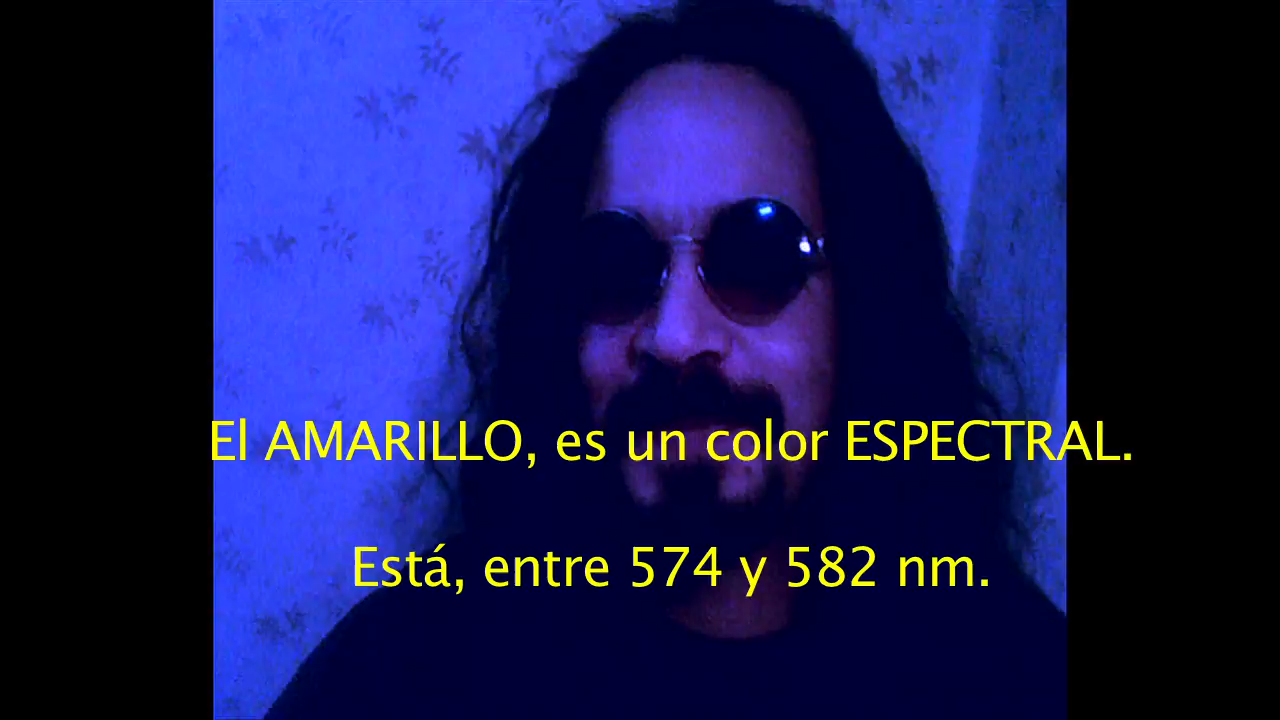 El AMARILLO, es un color ESPECTRAL.
Está, entre 574 y 582 nm.